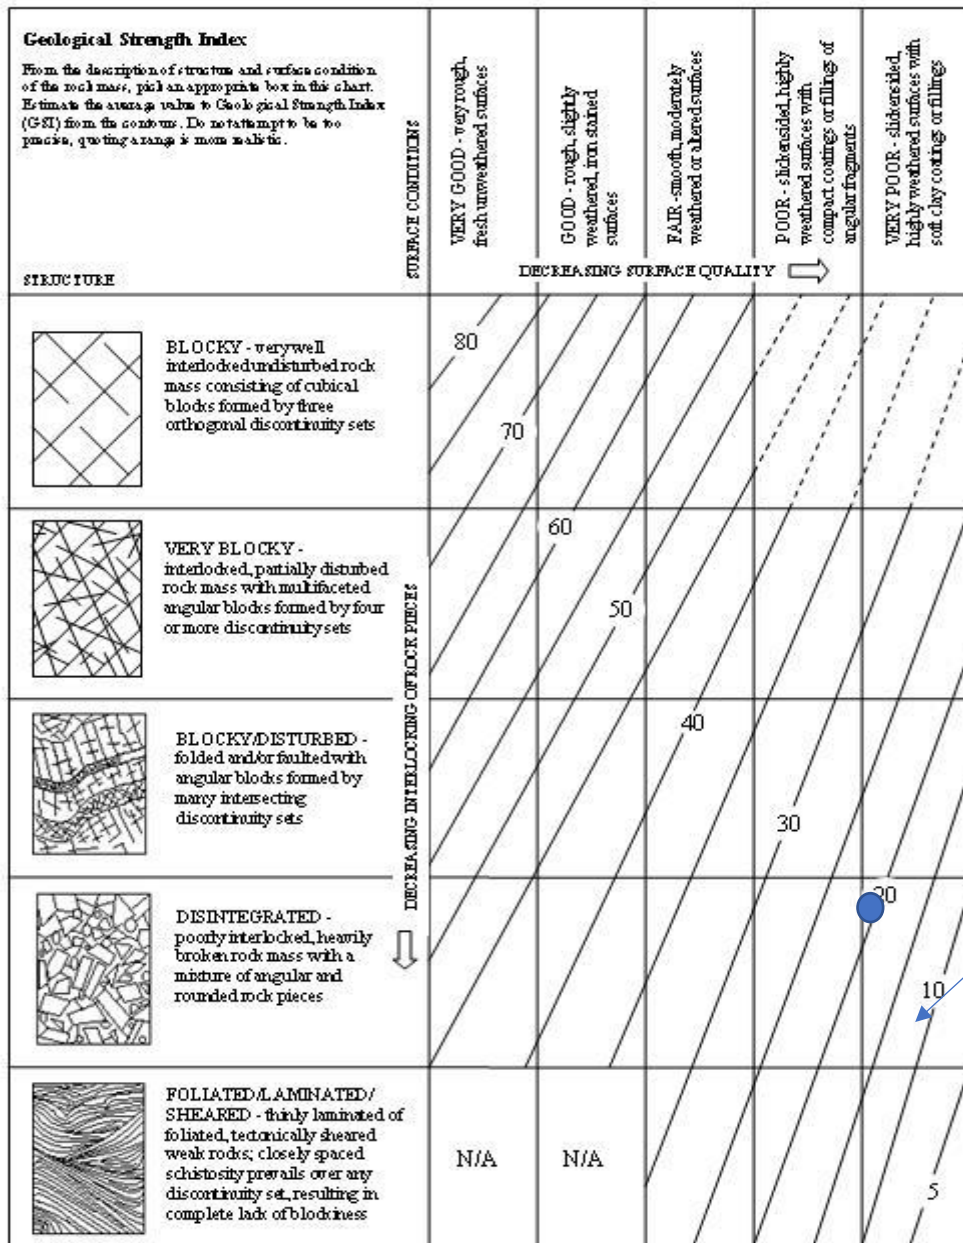 Geological Strength Index
From the description of structure and surface condition
of the rock mass, pick an appropriate box in this chart.
Estimate the average value to Geological Strength Index
(GSI) from the contours. Do not attempt to be too
precise, quoting a range is more realistic.
STRUCTURE
SURFACE CONDITIONS
VERY GOOD - very rough,
fresh unweathered surfaces
GOOD - rough, slightly
weathered, iron stained
surfaces
FAIR - smooth, moderately
weathered or altered surfaces
POOR - slickensided, highly
weathered surfaces with
compact coatings or fillings of
angular fragments
VERY POOR - slickensided,
highly weathered surfaces with
soft clay coatings or fillings
DECREASING SURFACE QUALITY
BLOCKY - very well
interlocked undisturbed rock
mass consisting of cubical
blocks formed by three
orthogonal discontinuity sets
80
70
VERY BLOCKY -
interlocked, partially disturbed
rock mass with multifaceted
angular blocks formed by four
or more discontinuity sets
DECREASING INTERLOCKING OF ROCK PIECES
60
50
BLOCKY/DISTURBED -
folded and/or faulted with
angular blocks formed by
many intersecting
discontinuity sets
40
30
DISINTEGRATED -
poorly interlocked, heavily
broken rock mass with a
mixture of angular and
rounded rock pieces
20
10
FOLIATED/LAMINATED/
SHEARED - thinly laminated of
foliated, tectonically sheared
weak rocks; closely spaced
schistosity prevails over any
discontinuity set, resulting in
complete lack of blockiness
N/A
N/A
5